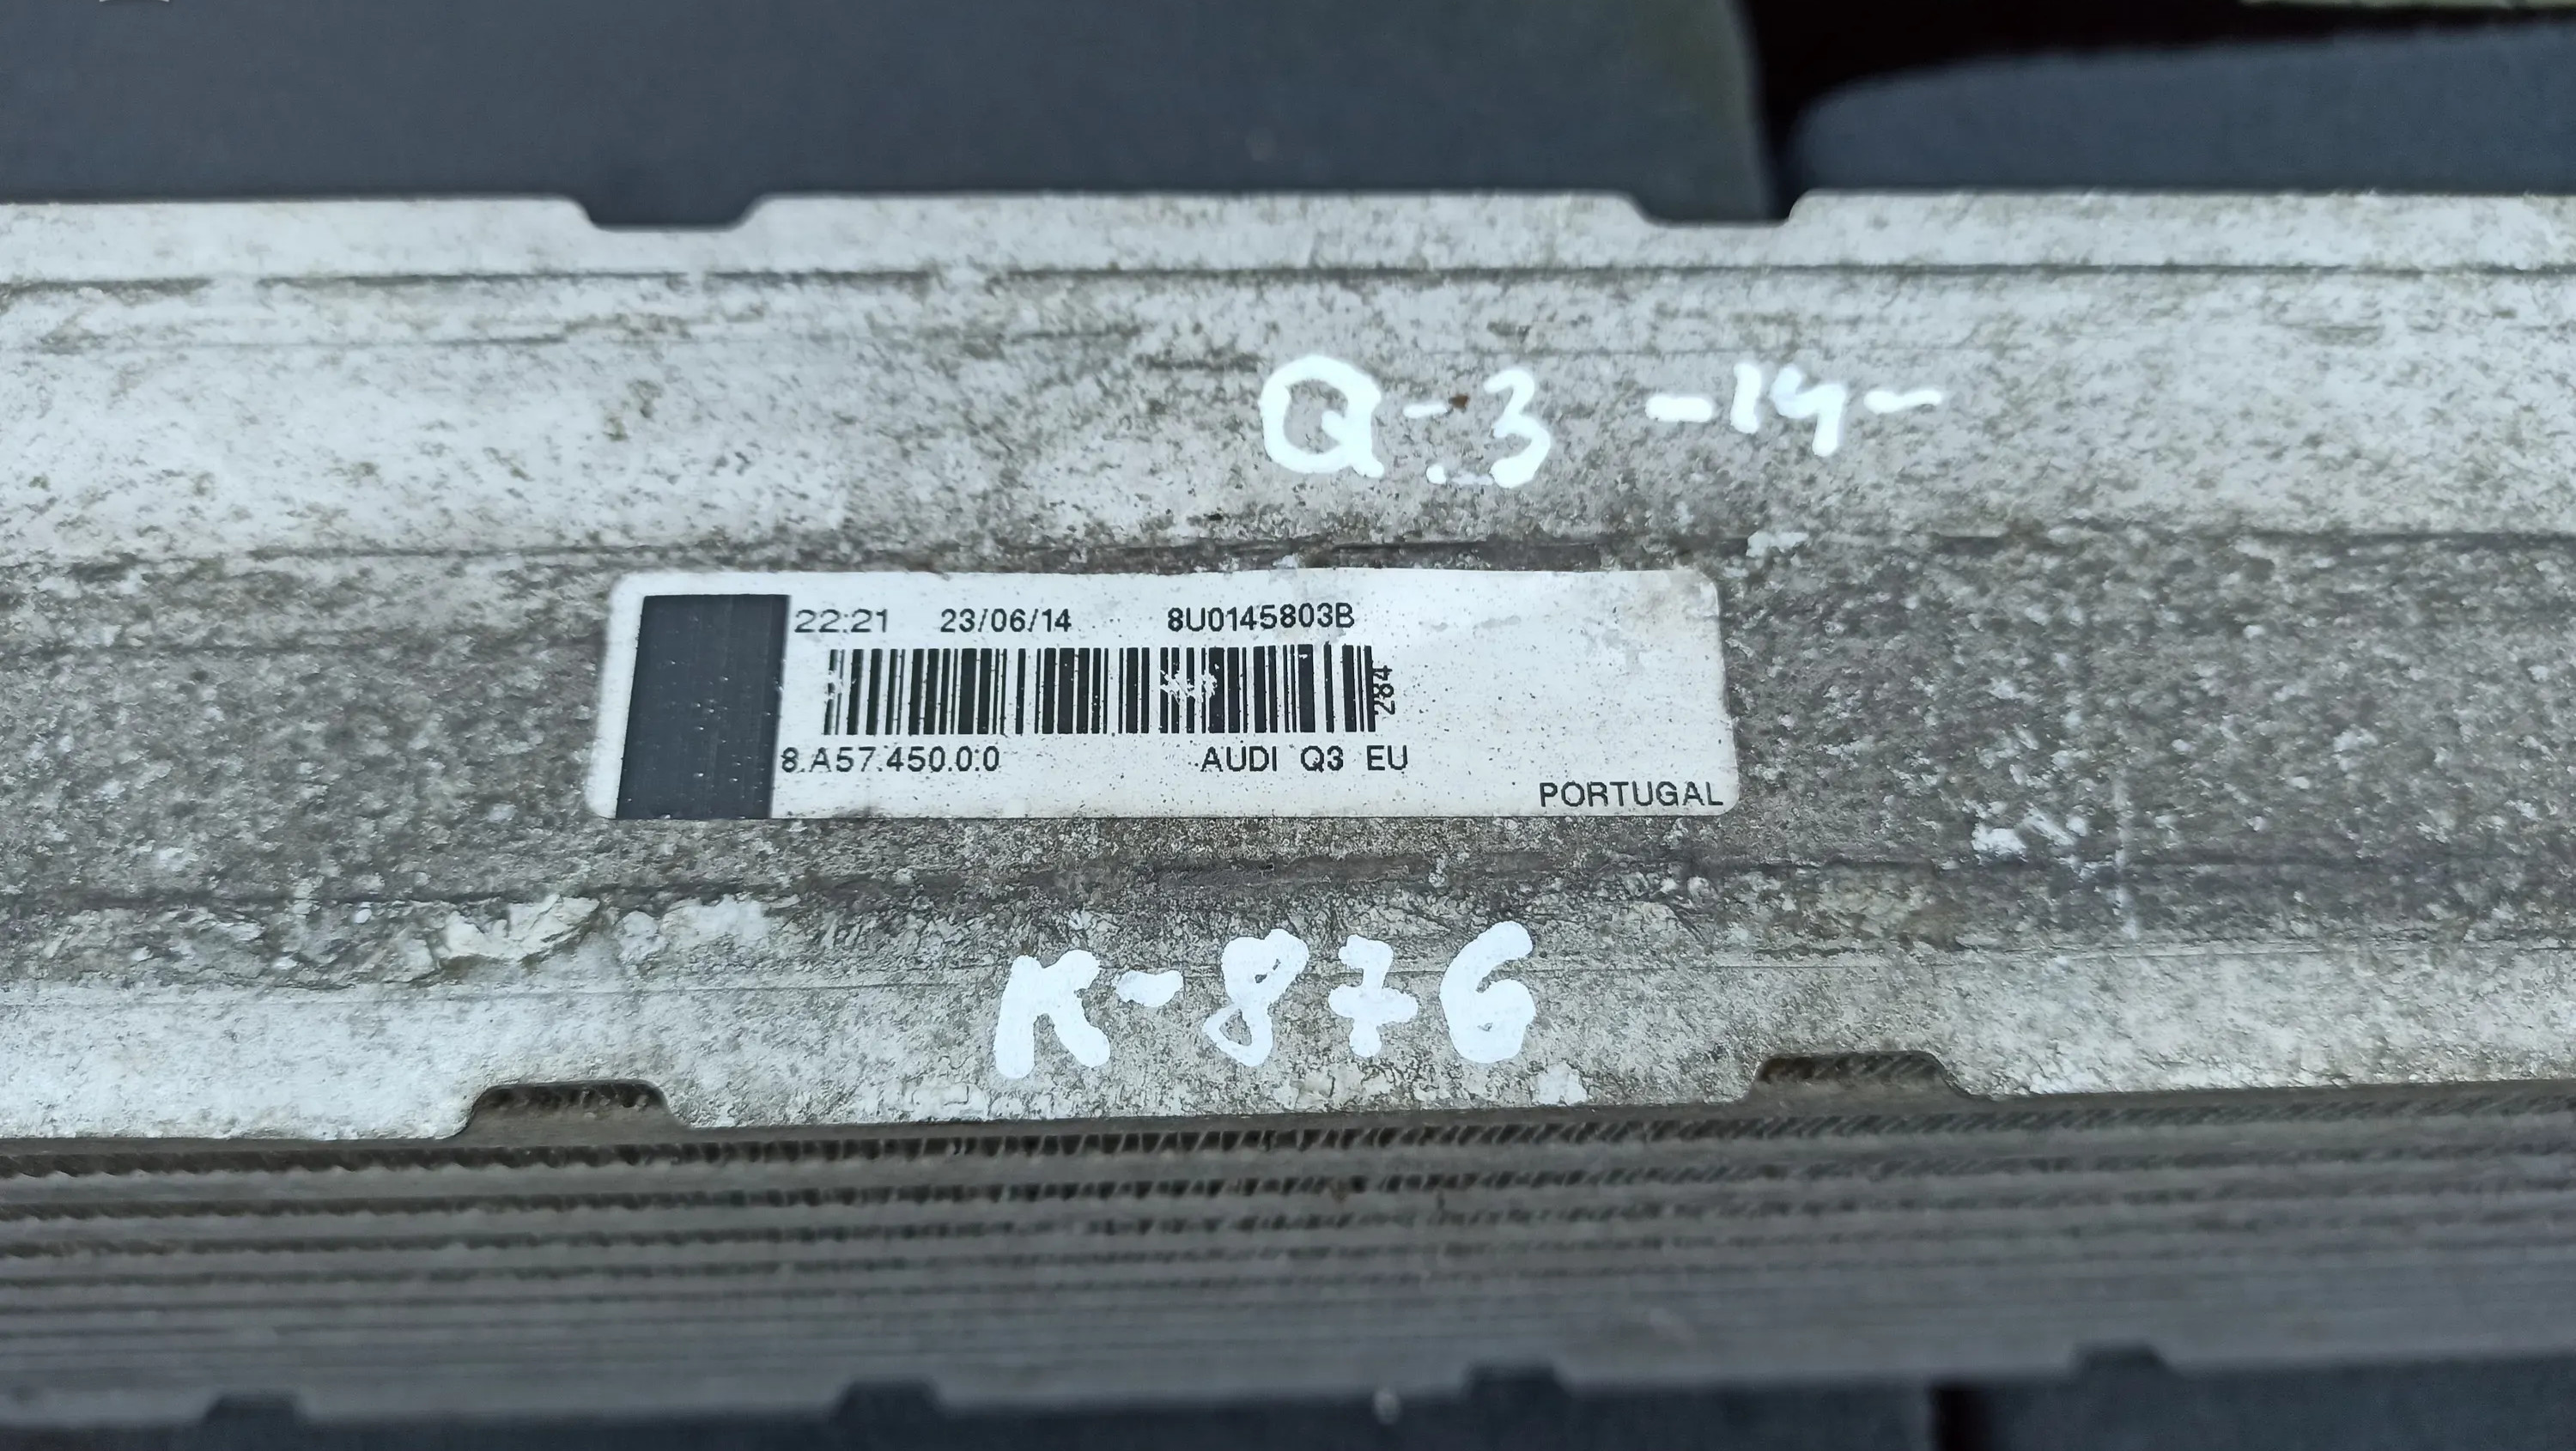 Q-3 -14-
22:21 23/06/14 8U0145803B
284
8.A57.450.0:0 AUDI Q3 EU
PORTUGAL
K-876